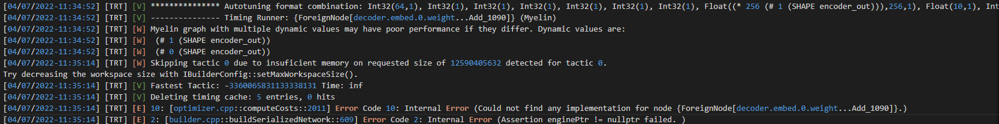 [04/07/2022-11:34:52] [TRT] [V] *************** Autotuning format combination: Int32(64,1), Int32(1), Int32(1), Int32(1), Int32(1), Int32(1), Int32(1), Int32(1), Float((* 256 (# 1 (SHAPE encoder_out))),256,1), Float(10,1), Int
[04/07/2022-11:34:52] [TRT] [V] --------------- Timing Runner: {ForeignNode[decoder.embed.0.weight...Add_1090]} (Myelin)
[04/07/2022-11:34:52] [TRT] [W] Myelin graph with multiple dynamic values may have poor performance if they differ. Dynamic values are:
[04/07/2022-11:34:52] [TRT] [W]  (# 1 (SHAPE encoder_out))
[04/07/2022-11:34:52] [TRT] [W]  (# 0 (SHAPE encoder_out))
[04/07/2022-11:35:14] [TRT] [W] Skipping tactic 0 due to insuficient memory on requested size of 12590405632 detected for tactic 0.
Try decreasing the workspace size with IBuilderConfig::setMaxWorkspaceSize().
[04/07/2022-11:35:14] [TRT] [V] Fastest Tactic: -3360065831133338131 Time: inf
[04/07/2022-11:35:14] [TRT] [V] Deleting timing cache: 5 entries, 0 hits
[04/07/2022-11:35:14] [TRT] [E] 10: [optimizer.cpp::computeCosts::2011] Error Code 10: Internal Error (Could not find any implementation for node {ForeignNode[decoder.embed.0.weight...Add_1090]}.)
[04/07/2022-11:35:14] [TRT] [E] 2: [builder.cpp::buildSerializedNetwork::609] Error Code 2: Internal Error (Assertion enginePtr != nullptr failed. )